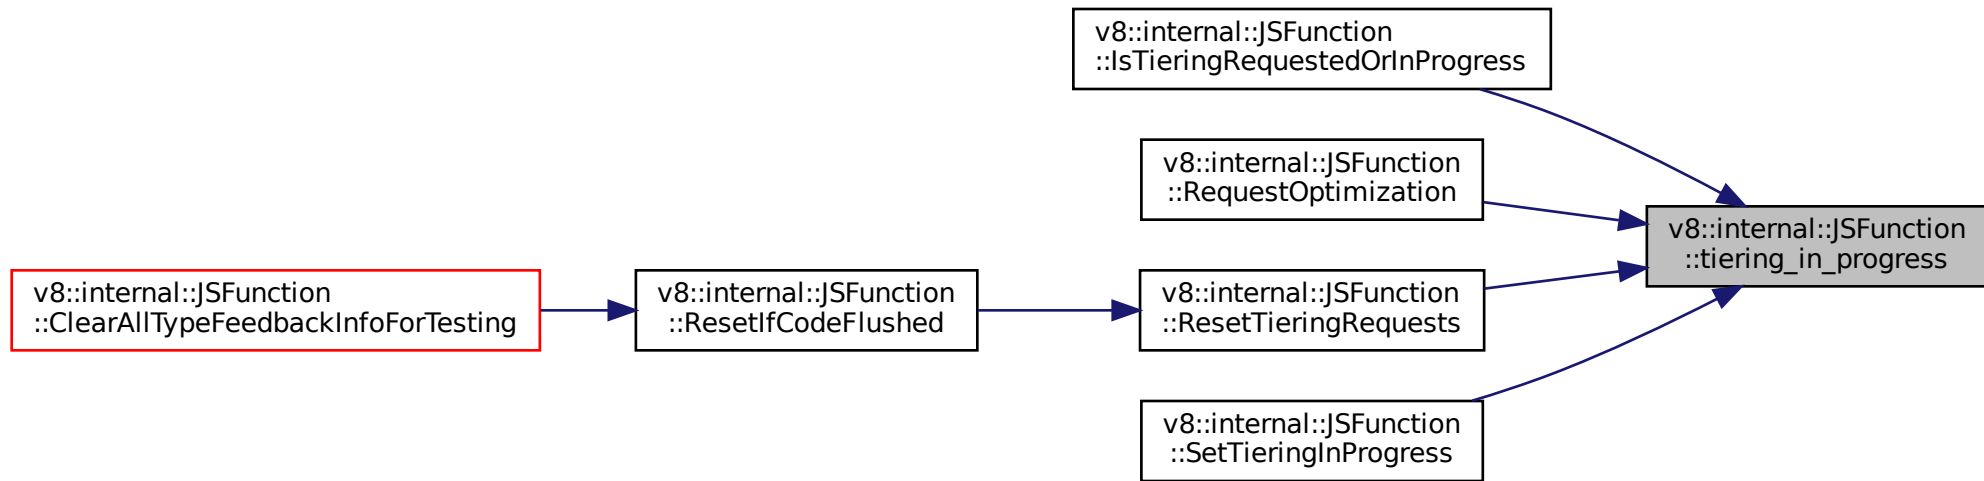 v8::internal::JSFunction
::IsTieringRequestedOrInProgress
v8::internal::JSFunction
::RequestOptimization
v8::internal::JSFunction
::tiering_in_progress
v8::internal::JSFunction
::ClearAllTypeFeedbackInfoForTesting
v8::internal::JSFunction
::ResetIfCodeFlushed
v8::internal::JSFunction
::ResetTieringRequests
v8::internal::JSFunction
::SetTieringInProgress